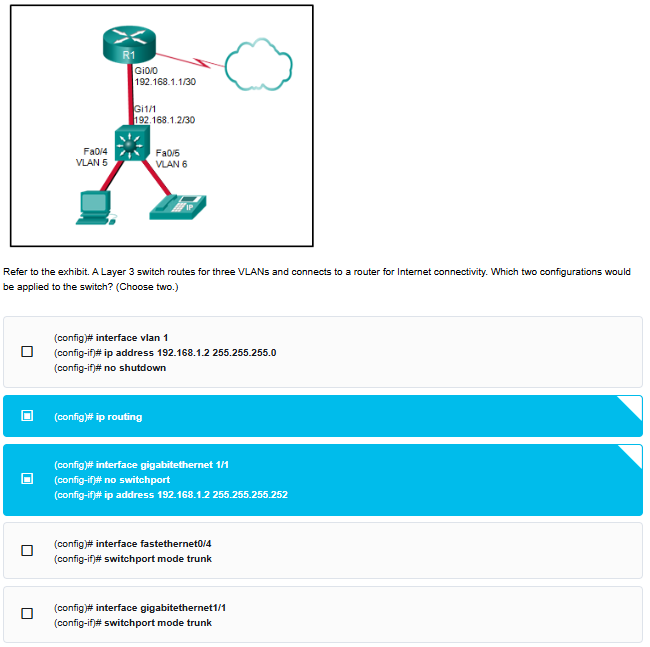 R1
Gi0/0
192.168.1.1/30
Gi1/1
192.168.1.2/30
Fa0/4
VLAN 5
Fa0/5
VLAN 6
IP
Refer to the exhibit. A Layer 3 switch routes for three VLANs and connects to a router for Internet connectivity. Which two configurations would
be applied to the switch? (Choose two.)
(config)# interface vlan 1
(config-if)# ip address 192.168.1.2 255.255.255.0
(config-if)# no shutdown
(config)# ip routing
(config)# interface gigabitethernet 1/1
(config-if)# no switchport
(config-if)# ip address 192.168.1.2 255.255.255.252
(config)# interface fastethernet0/4
(config-if)# switchport mode trunk
(config)# interface gigabitethernet1/1
(config-if)# switchport mode trunk